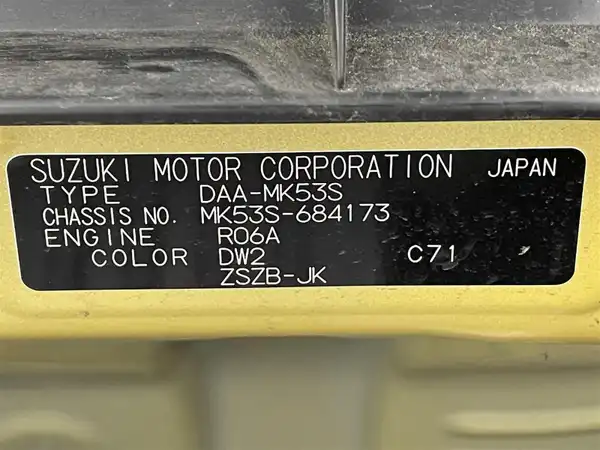 SUZUKI MOTOR CORPORATION JAPAN
TYPE DAA-MK53S
CHASSIS NO. MK53S-684173
ENGINE R06A
COLOR DW2 C71
ZSZB-JK